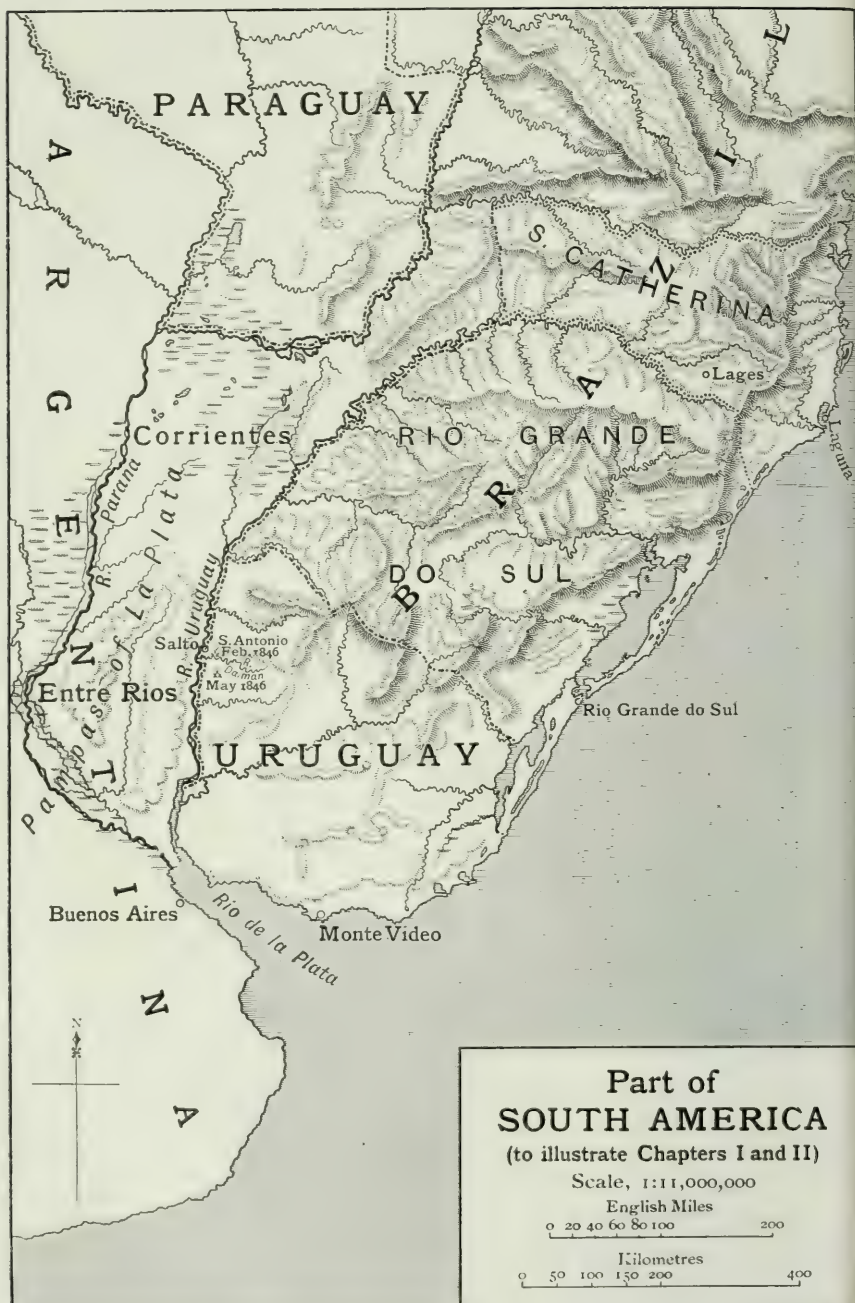 PARAGUAY
ARGENTINA
BRAZIL
S. CATHERINA
Lages
Laguna
Corrientes
RIO GRANDE
DO SUL
R. Paraná
Pampas of La Plata
R. Uruguay
Salto
S. Antonio
Feb. 1846
R.
Daman
May 1846
Entre Rios
Rio Grande do Sul
URUGUAY
Buenos Aires
Rio de la Plata
Monte Video
N
Part of
SOUTH AMERICA
(to illustrate Chapters I and II)
Scale, 1:11,000,000
English Miles
0 20 40 60 80 100 200
Kilometres
0 50 100 150 200 400